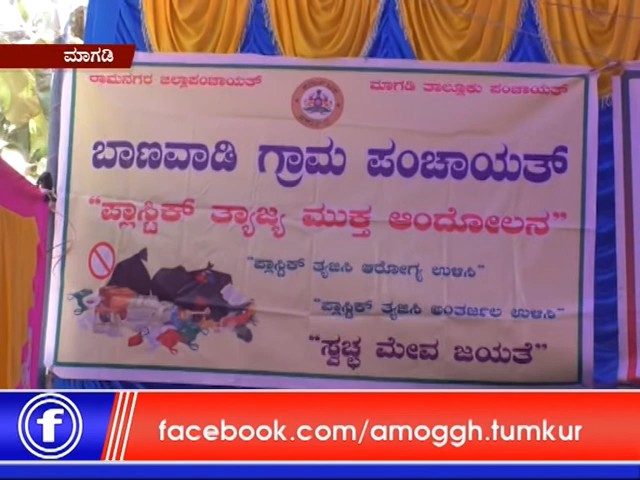 ಮಾಗಡಿ
ರಾಮನಗರ ಜಿಲ್ಲಾಪಂಚಾಯತ್
ಮಾಗಡಿ ತಾಲ್ಲೂಕು ಪಂಚಾಯತ್
ಬಾಣವಾಡಿ ಗ್ರಾಮ ಪಂಚಾಯತ್
"ಪ್ಲಾಸ್ಟಿಕ್ ತ್ಯಾಜ್ಯ ಮುಕ್ತ ಆಂದೋಲನ"
"ಪ್ಲಾಸ್ಟಿಕ್ ತ್ಯಜಿಸಿ ಆರೋಗ್ಯ ಉಳಿಸಿ"
"ಪ್ಲಾಸ್ಟಿಕ್ ತ್ಯಜಿಸಿ ಅಂತರ್ಜಲ ಉಳಿಸಿ"
"ಸ್ವಚ್ಛ ಮೇವ ಜಯತೆ"
facebook.com/amoggh.tumkur